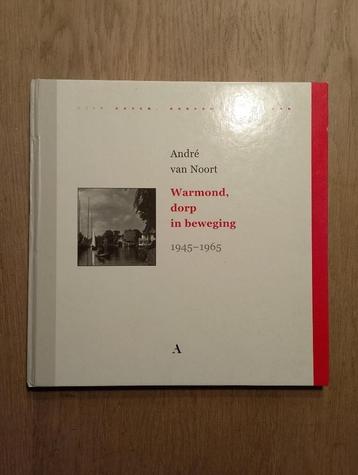 André
van Noort
Warmond,
dorp
in beweging
1945–1965
A